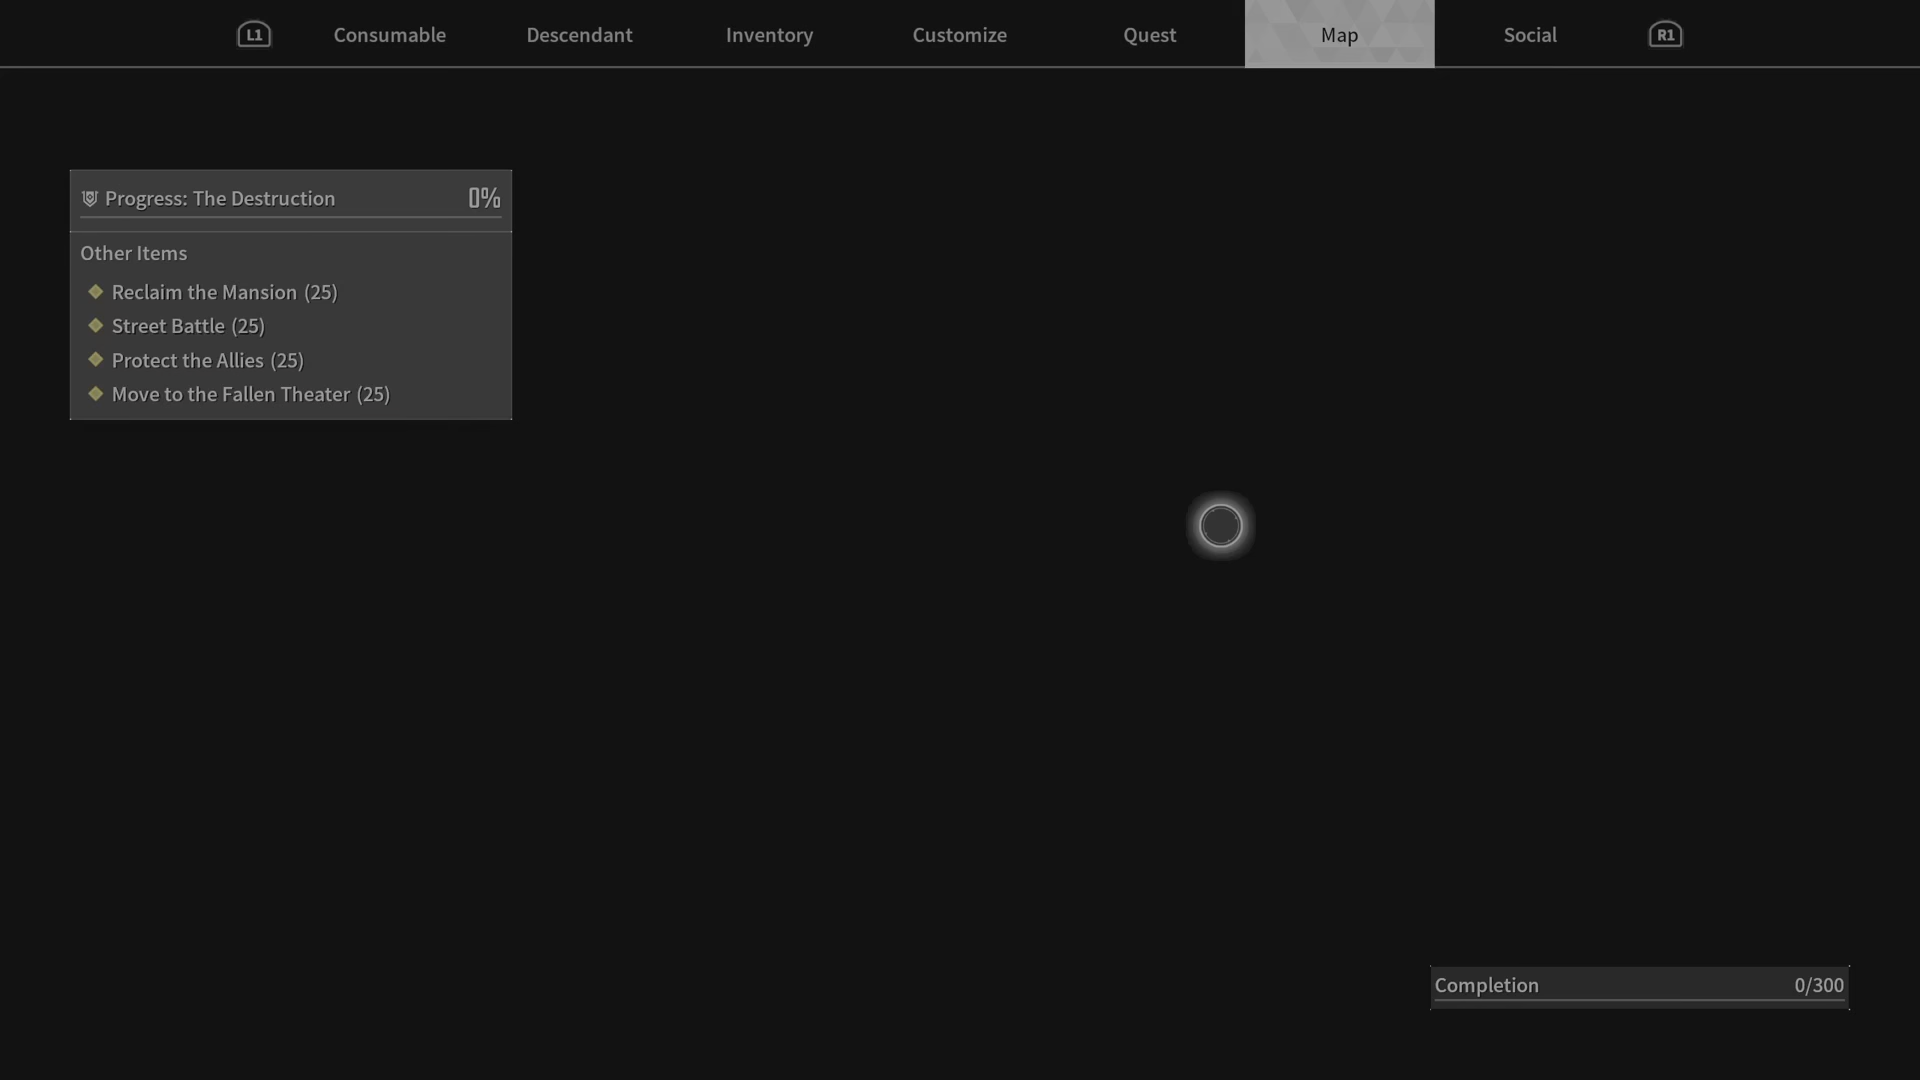 L1 Consumable Descendant Inventory Customize Quest Map Social R1
Progress: The Destruction 0%
Other Items
Reclaim the Mansion (25)
Street Battle (25)
Protect the Allies (25)
Move to the Fallen Theater (25)
Completion 0/300